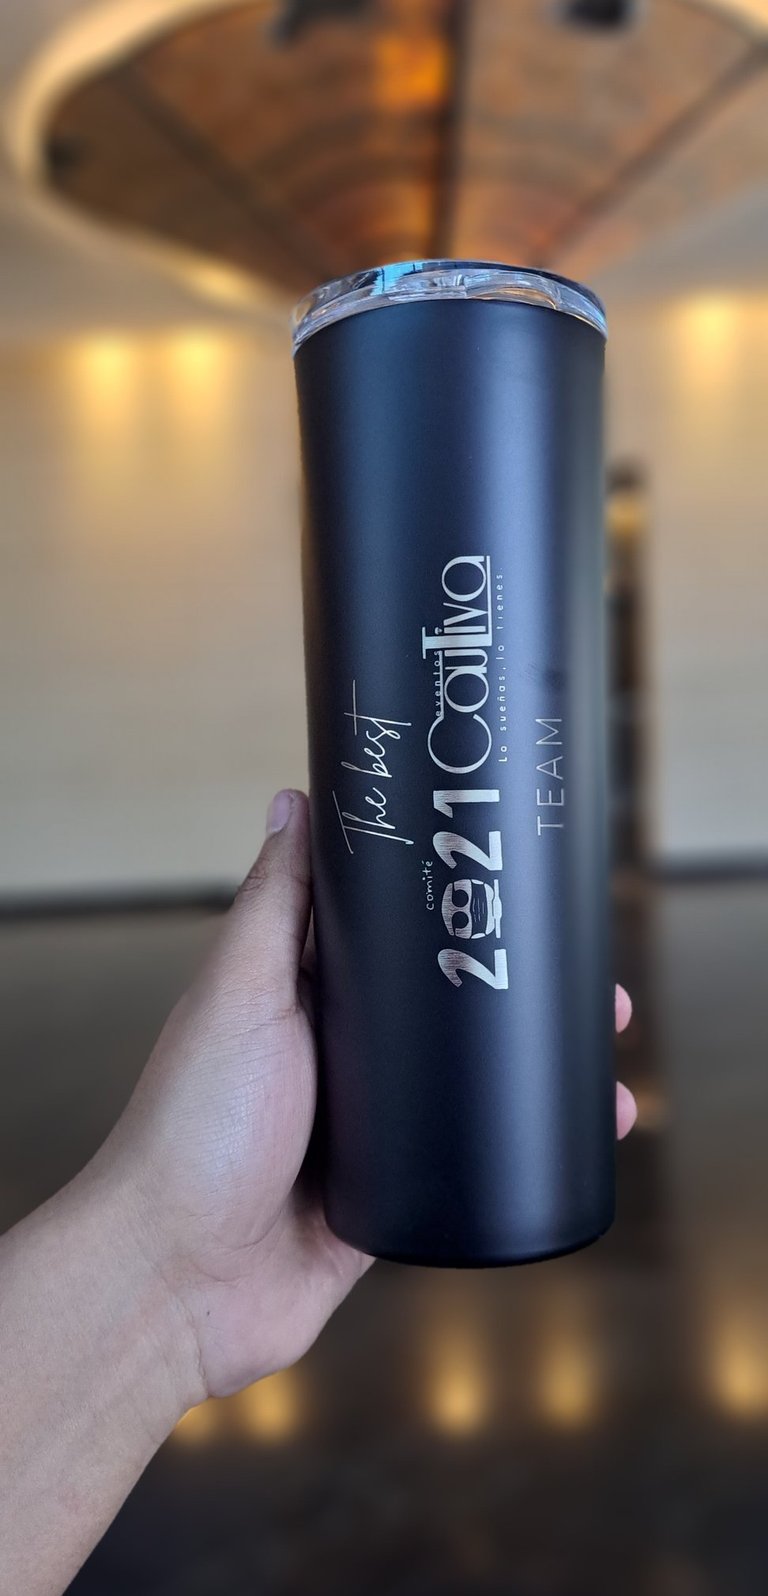 The best
comité
2021
eventos
Cautiva
Lo sueñas, lo tienes.
TEAM